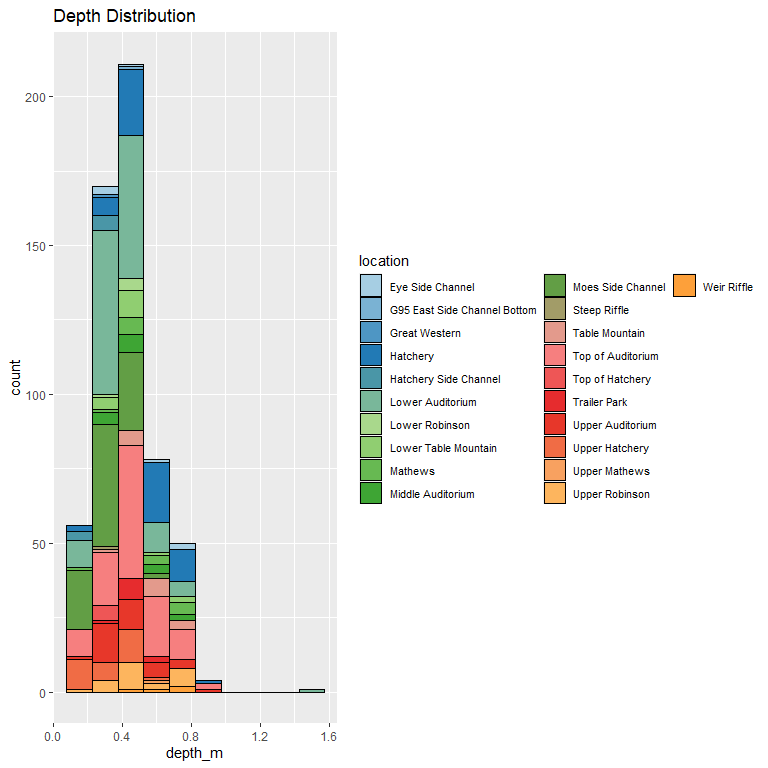 Depth Distribution
200
150
100
50
0
count
0.0 0.4 0.8 1.2 1.6
depth_m
location
Eye Side Channel
G95 East Side Channel Bottom
Great Western
Hatchery
Hatchery Side Channel
Lower Auditorium
Lower Robinson
Lower Table Mountain
Mathews
Middle Auditorium
Moes Side Channel
Steep Riffle
Table Mountain
Top of Auditorium
Top of Hatchery
Trailer Park
Upper Auditorium
Upper Hatchery
Upper Mathews
Upper Robinson
Weir Riffle